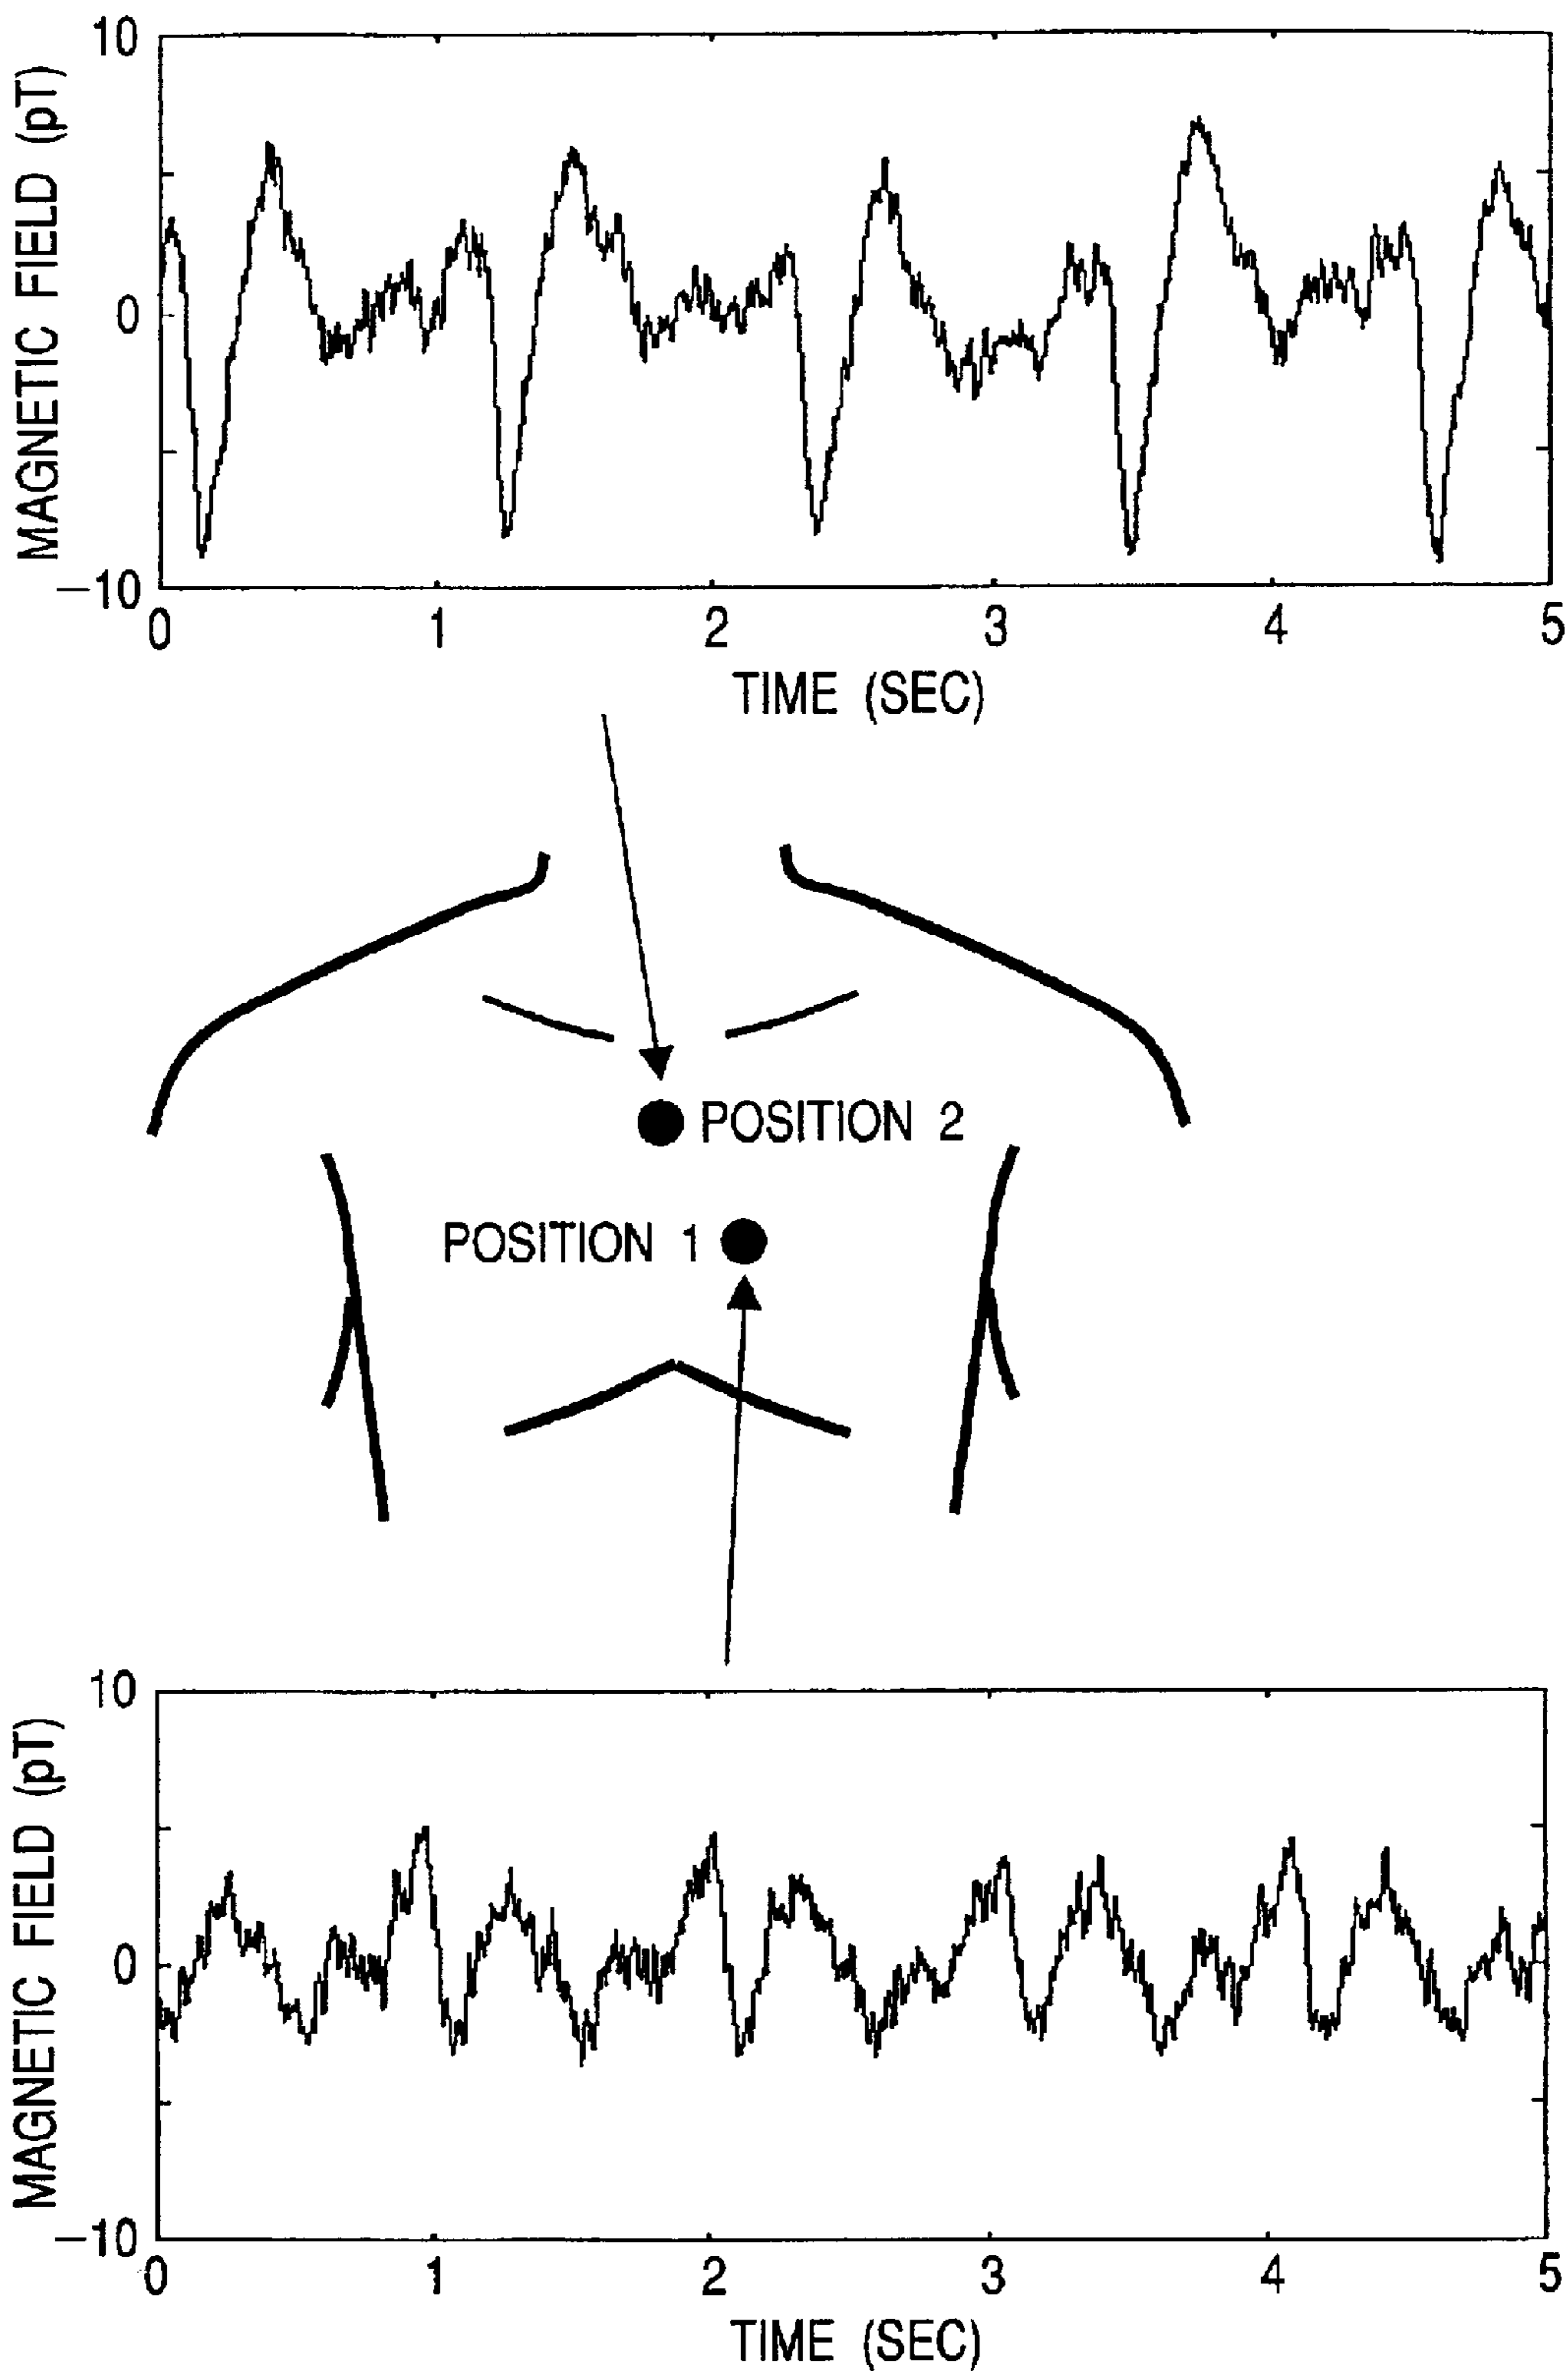 10
MAGNETIC FIELD (pT)
0
−10
0 1 2 3 4 5
TIME (SEC)
POSITION 2
POSITION 1
10
MAGNETIC FIELD (pT)
0
−10
0 1 2 3 4 5
TIME (SEC)